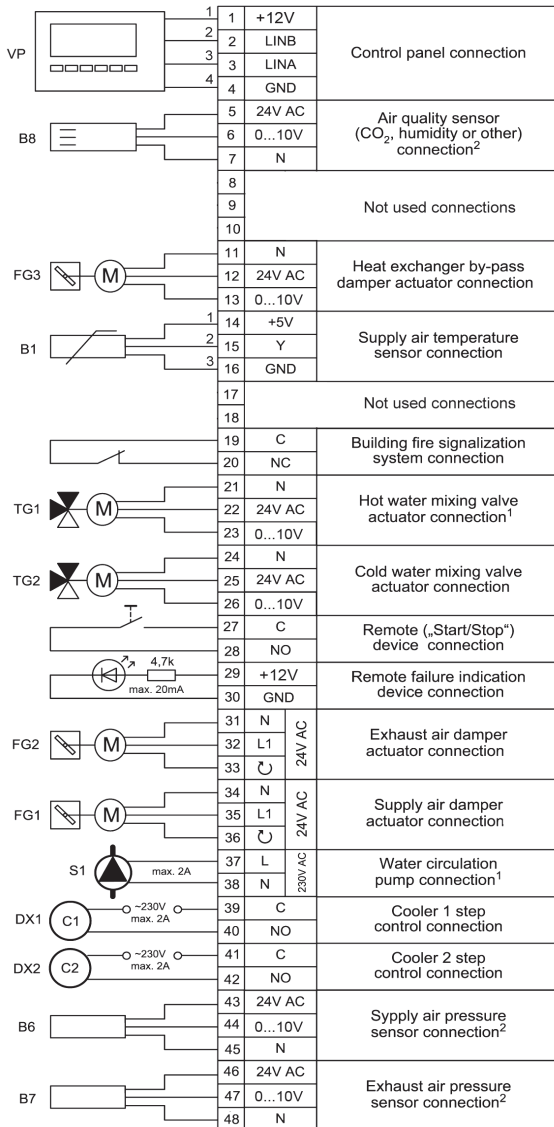 VP
1
2
3
4
1 +12V
2 LINB
3 LINA
4 GND
Control panel connection
B8
5 24V AC
6 0...10V
7 N
Air quality sensor
(CO2, humidity or other)
connection2
8
9
10
Not used connections
FG3
M
11 N
12 24V AC
13 0...10V
Heat exchanger by-pass
damper actuator connection
B1
1
2
3
14 +5V
15 Y
16 GND
Supply air temperature
sensor connection
17
18
Not used connections
19 C
20 NC
Building fire signalization
system connection
TG1
M
21 N
22 24V AC
23 0...10V
Hot water mixing valve
actuator connection1
TG2
M
24 N
25 24V AC
26 0...10V
Cold water mixing valve
actuator connection
27 C
28 NO
Remote („Start/Stop“)
device connection
4,7k
max. 20mA
29 +12V
30 GND
Remote failure indication
device connection
FG2
M
31 N
32 L1
33 ↻
24V AC
Exhaust air damper
actuator connection
FG1
M
34 N
35 L1
36 ↻
24V AC
Supply air damper
actuator connection
S1
max. 2A
37 L
38 N
230V AC
Water circulation
pump connection1
DX1
C1
~230V
max. 2A
39 C
40 NO
Cooler 1 step
control connection
DX2
C2
~230V
max. 2A
41 C
42 NO
Cooler 2 step
control connection
B6
43 24V AC
44 0...10V
45 N
Sypply air pressure
sensor connection2
B7
46 24V AC
47 0...10V
48 N
Exhaust air pressure
sensor connection2